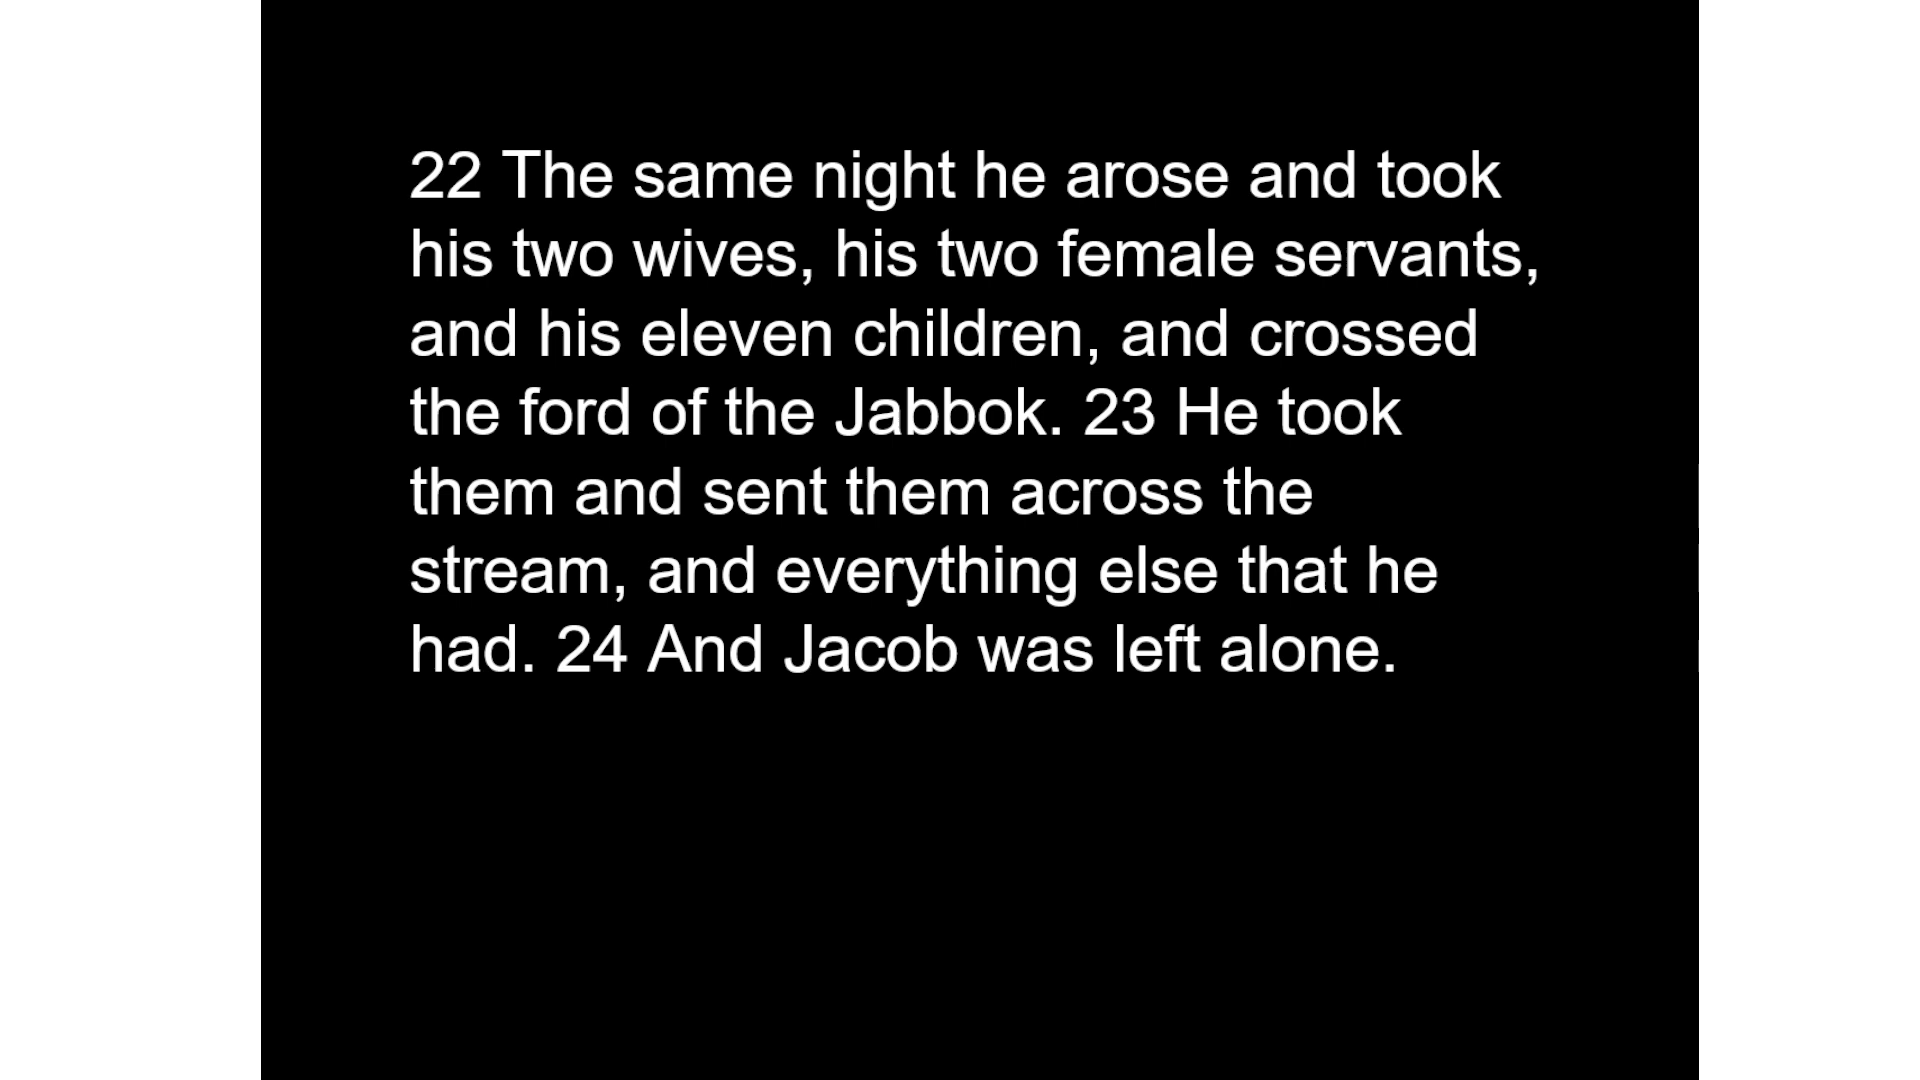 22 The same night he arose and took
his two wives, his two female servants,
and his eleven children, and crossed
the ford of the Jabbok. 23 He took
them and sent them across the
stream, and everything else that he
had. 24 And Jacob was left alone.